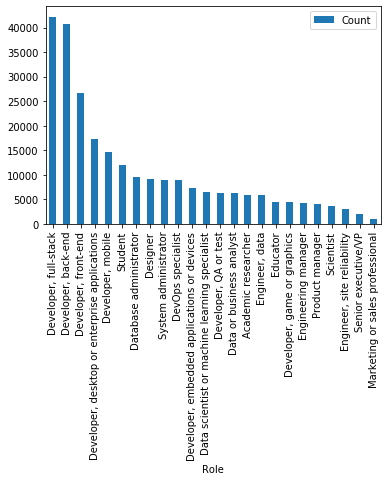 Count
40000
35000
30000
25000
20000
15000
10000
5000
0
Developer, full-stack
Developer, back-end
Developer, front-end
Developer, desktop or enterprise applications
Developer, mobile
Student
Database administrator
Designer
System administrator
DevOps specialist
Developer, embedded applications or devices
Data scientist or machine learning specialist
Developer, QA or test
Data or business analyst
Academic researcher
Engineer, data
Educator
Developer, game or graphics
Engineering manager
Product manager
Scientist
Engineer, site reliability
Senior executive/VP
Marketing or sales professional
Role